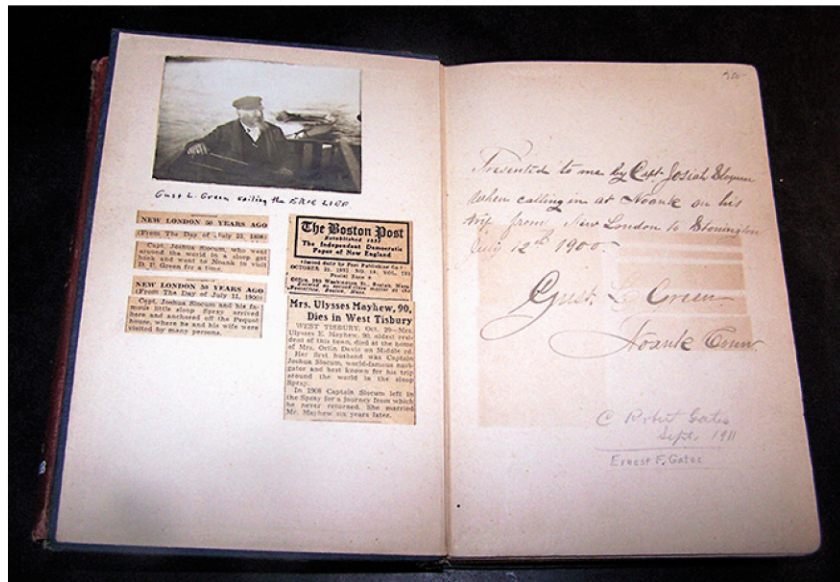 Gust L. Green sailing the
NEW LONDON 50 YEARS AGO
(From The Day of July 23, 1900)
Capt. Joshua Slocum, who went
around the world in a sloop got
back and went to Noank to visit
D. P. Green for a time.
NEW LONDON 50 YEARS AGO
(From The Day of July 11, 1900)
Capt. Joshua Slocum and his fa-
mous little sloop Spray arrived
here and anchored off the Pequot
house, where he and his wife were
visited by many persons.
The Boston Post
Established 1831
The Independent Democratic
Paper of New England
Issued daily by Post Publishing Co.
OCTOBER 1952
Mrs. Ulysses Mayhew, 90,
Dies in West Tisbury
WEST TISBURY, Oct. 29—Mrs.
Ulysses E. Mayhew, 90, oldest resi-
dent of this town, died at the home
of Mrs. Orlin Davis on Middle rd.
Her first husband was Captain
Joshua Slocum, world-famous navi-
gator and best known for his trip
around the world in the sloop
Spray.
In 1908 Captain Slocum left in
the Spray for a journey from which
he never returned. She married
Mr. Mayhew six years later.
Presented to me by Capt. Josiah Slocum
when calling in at Noank on his
trip from New London to Stonington
July 12th 1900.
Gust. L. Green
Noank Conn
C Robert Gates
Sept. 1911
Ernest F. Gates